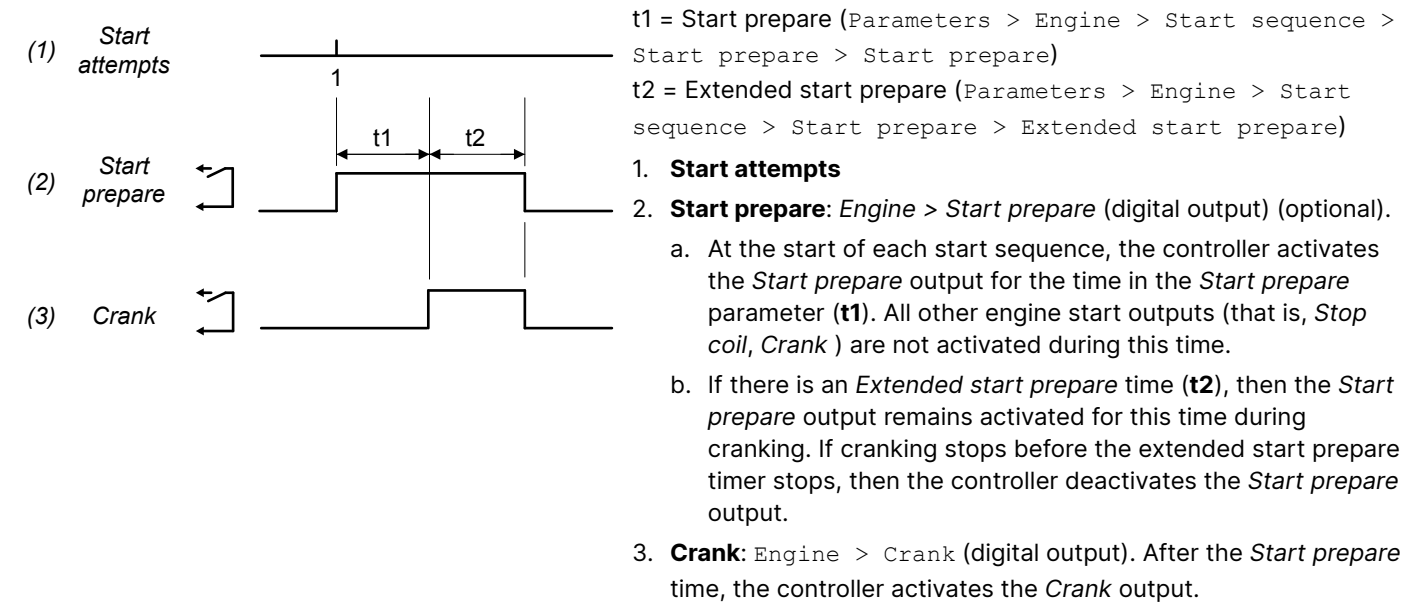 (1) Start
attempts
1
t1 t2
(2) Start
prepare
(3) Crank
t1 = Start prepare (Parameters > Engine > Start sequence >
Start prepare > Start prepare)
t2 = Extended start prepare (Parameters > Engine > Start
sequence > Start prepare > Extended start prepare)
1. Start attempts
2. Start prepare: Engine > Start prepare (digital output) (optional).
a. At the start of each start sequence, the controller activates
the Start prepare output for the time in the Start prepare
parameter (t1). All other engine start outputs (that is, Stop
coil, Crank ) are not activated during this time.
b. If there is an Extended start prepare time (t2), then the Start
prepare output remains activated for this time during
cranking. If cranking stops before the extended start prepare
timer stops, then the controller deactivates the Start prepare
output.
3. Crank: Engine > Crank (digital output). After the Start prepare
time, the controller activates the Crank output.